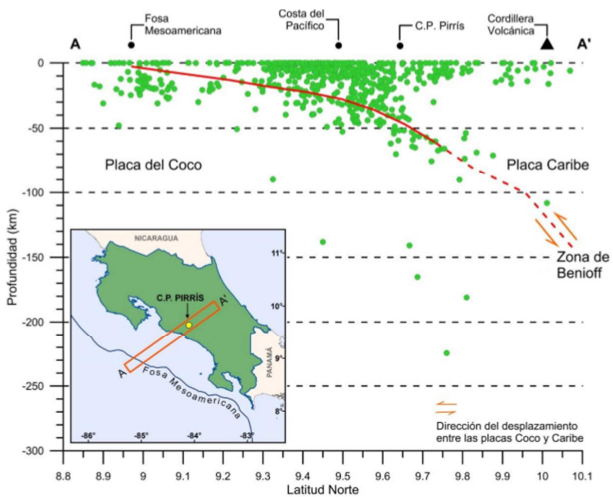 Fosa
Mesoamericana
Costa del
Pacífico
C.P. Pirrís
Cordillera
Volcánica
A
A'
0
-50
-100
-150
-200
-250
-300
Profundidad (km)
Placa del Coco
Placa Caribe
Zona de
Benioff
NICARAGUA
11°
C.P. PIRRÍS
A'
10°
PANAMÁ
9°
A
Fosa Mesoamericana
8°
-86°
-85°
-84°
-83°
Dirección del desplazamiento
entre las placas Coco y Caribe
8.8
8.9
9
9.1
9.2
9.3
9.4
9.5
9.6
9.7
9.8
9.9
10
10.1
Latitud Norte